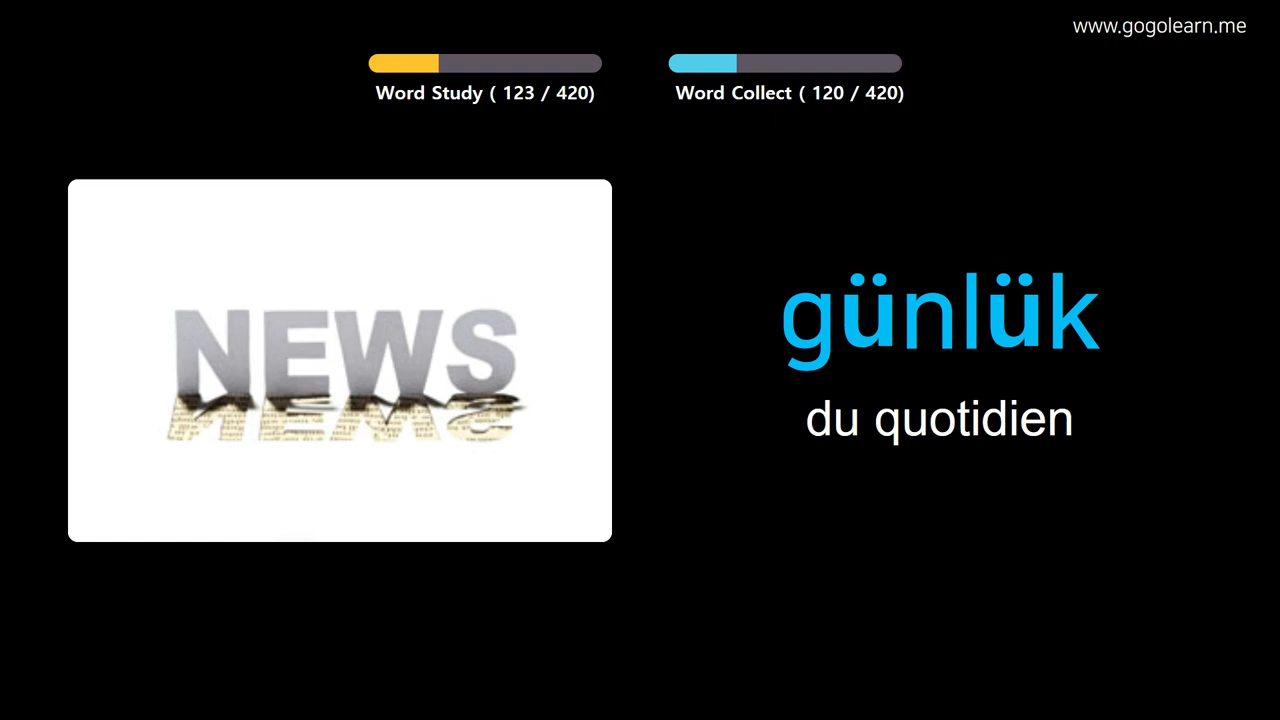 www.gogolearn.me
Word Study ( 123 / 420)
Word Collect ( 120 / 420)
NEWS
günlük
du quotidien